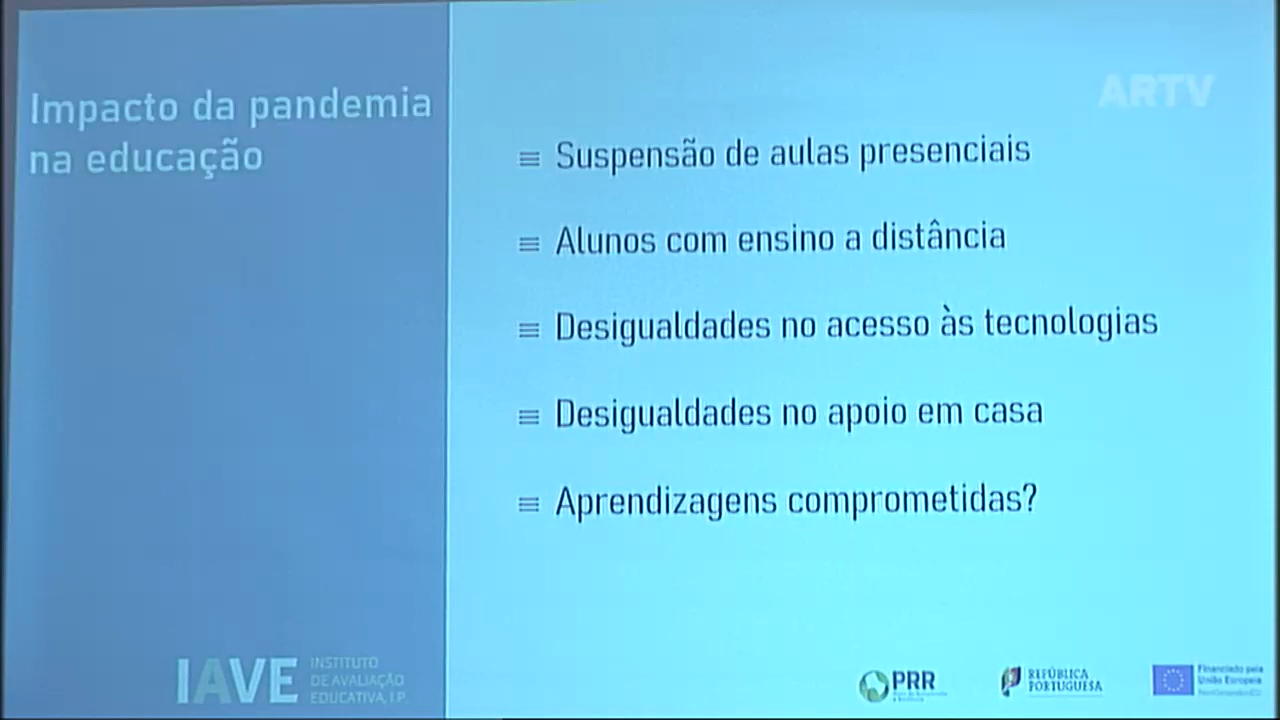 Impacto da pandemia
na educação
ARTV
Suspensão de aulas presenciais
Alunos com ensino a distância
Desigualdades no acesso às tecnologias
Desigualdades no apoio em casa
Aprendizagens comprometidas?
IAVE
INSTITUTO
DE AVALIAÇÃO
EDUCATIVA, I.P.
PRR
REPÚBLICA
PORTUGUESA
Financiado pela
União Europeia
NextGenerationEU